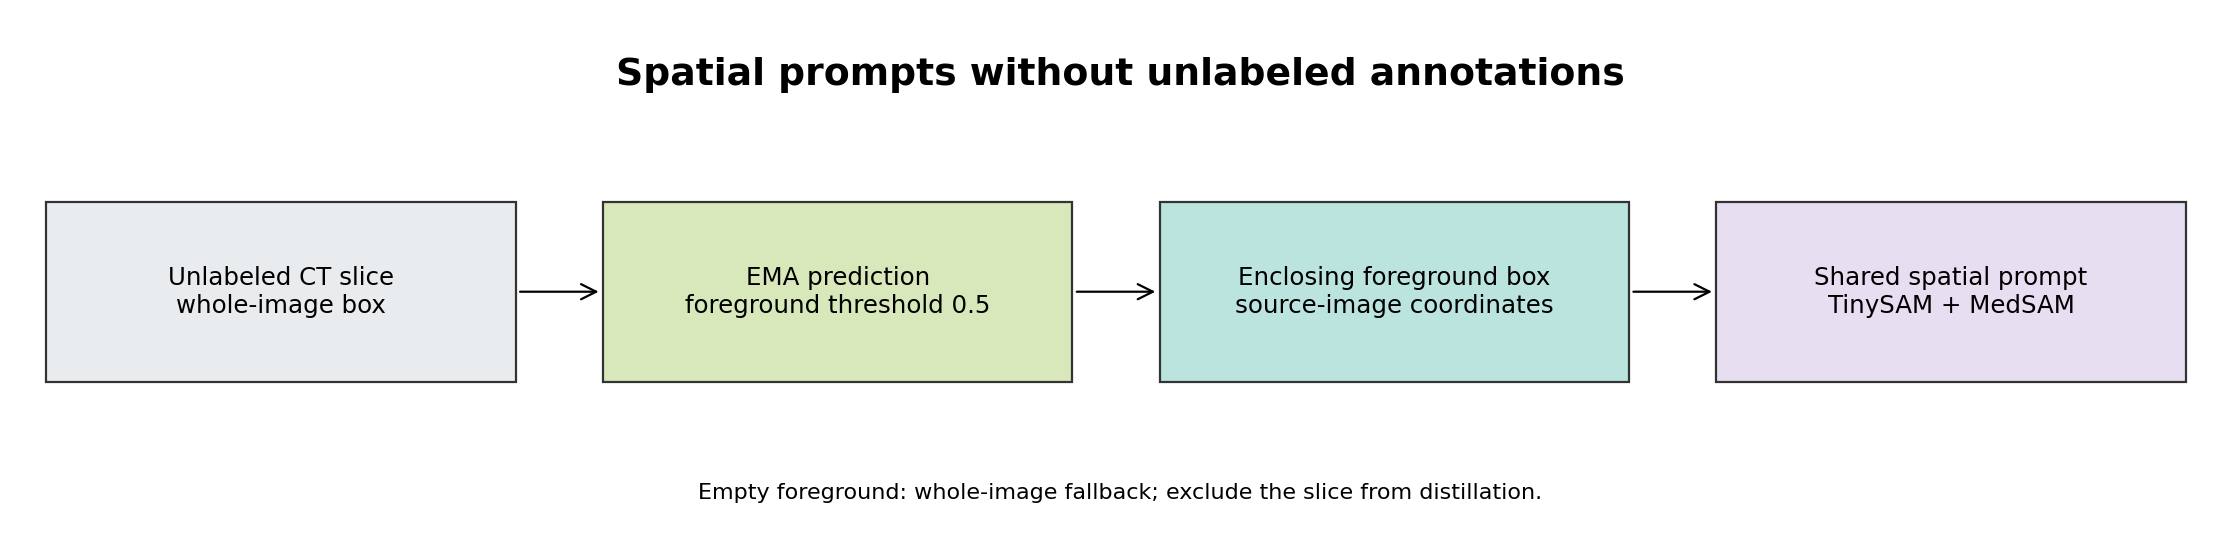 Spatial prompts without unlabeled annotations
Unlabeled CT slice
whole-image box
EMA prediction
foreground threshold 0.5
Enclosing foreground box
source-image coordinates
Shared spatial prompt
TinySAM + MedSAM
Empty foreground: whole-image fallback; exclude the slice from distillation.